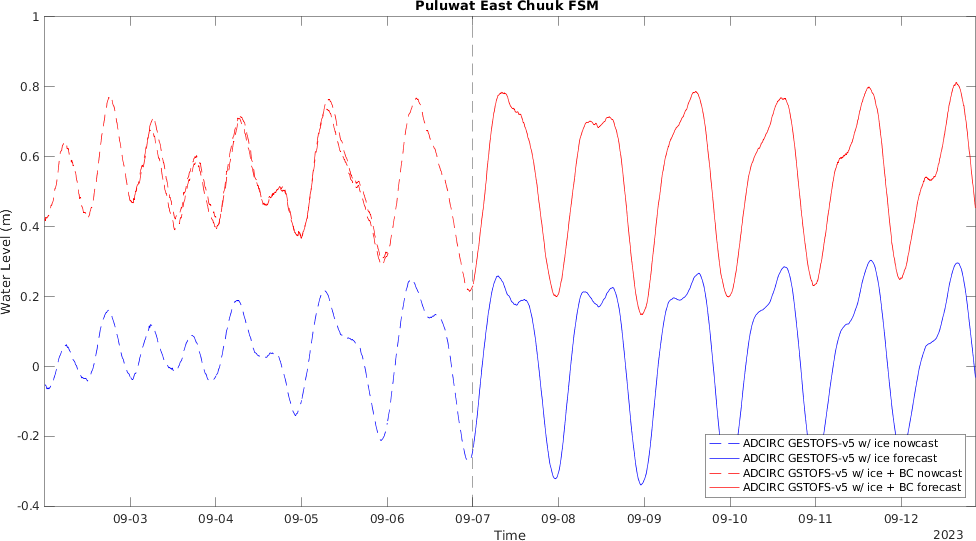 Puluwat East Chuuk FSM
1
0.8
0.6
0.4
0.2
0
-0.2
-0.4
Water Level (m)
ADCIRC GESTOFS-v5 w/ ice nowcast
ADCIRC GESTOFS-v5 w/ ice forecast
ADCIRC GSTOFS-v5 w/ ice + BC nowcast
ADCIRC GSTOFS-v5 w/ ice + BC forecast
09-03 09-04 09-05 09-06 09-07 09-08 09-09 09-10 09-11 09-12
Time
2023